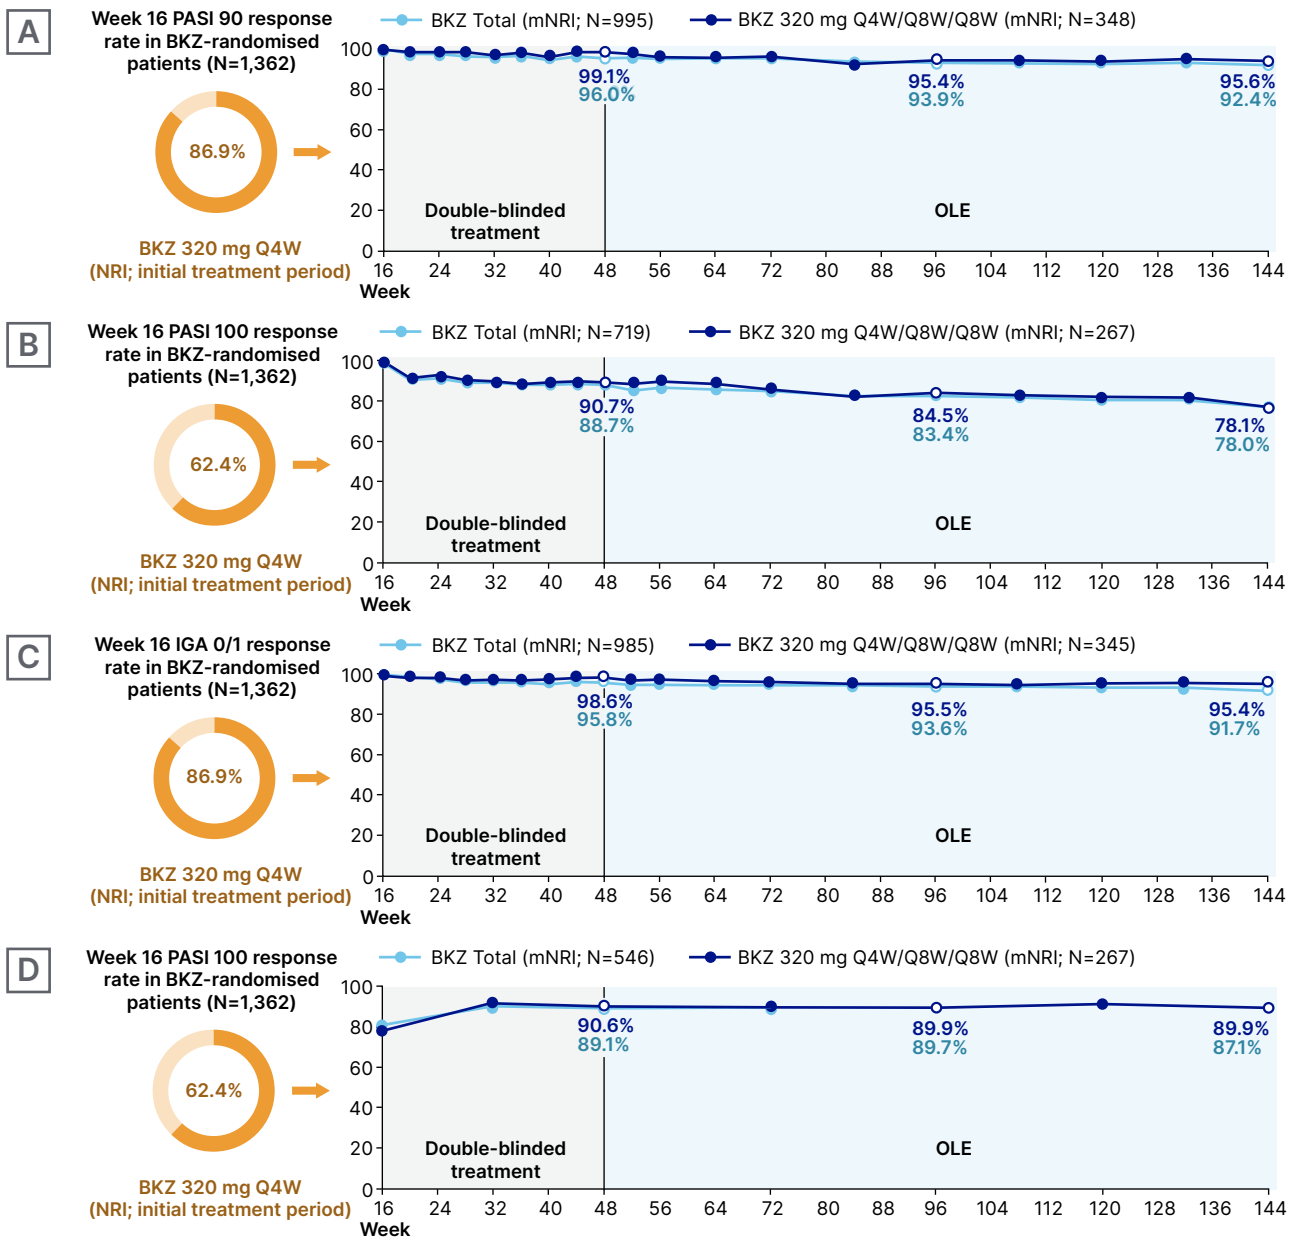 A
Week 16 PASI 90 response
rate in BKZ-randomised
patients (N=1,362)
86.9%
BKZ 320 mg Q4W
(NRI; initial treatment period)
BKZ Total (mNRI; N=995)
BKZ 320 mg Q4W/Q8W/Q8W (mNRI; N=348)
100
80
60
40
20
0
99.1%
96.0%
95.4%
93.9%
95.6%
92.4%
Double-blinded
treatment
OLE
16 24 32 40 48 56 64 72 80 88 96 104 112 120 128 136 144
Week
B
Week 16 PASI 100 response
rate in BKZ-randomised
patients (N=1,362)
62.4%
BKZ 320 mg Q4W
(NRI; initial treatment period)
BKZ Total (mNRI; N=719)
BKZ 320 mg Q4W/Q8W/Q8W (mNRI; N=267)
100
80
60
40
20
0
90.7%
88.7%
84.5%
83.4%
78.1%
78.0%
Double-blinded
treatment
OLE
16 24 32 40 48 56 64 72 80 88 96 104 112 120 128 136 144
Week
C
Week 16 IGA 0/1 response
rate in BKZ-randomised
patients (N=1,362)
86.9%
BKZ 320 mg Q4W
(NRI; initial treatment period)
BKZ Total (mNRI; N=985)
BKZ 320 mg Q4W/Q8W/Q8W (mNRI; N=345)
100
80
60
40
20
0
98.6%
95.8%
95.5%
93.6%
95.4%
91.7%
Double-blinded
treatment
OLE
16 24 32 40 48 56 64 72 80 88 96 104 112 120 128 136 144
Week
D
Week 16 PASI 100 response
rate in BKZ-randomised
patients (N=1,362)
62.4%
BKZ 320 mg Q4W
(NRI; initial treatment period)
BKZ Total (mNRI; N=546)
BKZ 320 mg Q4W/Q8W/Q8W (mNRI; N=267)
100
80
60
40
20
0
90.6%
89.1%
89.9%
89.7%
89.9%
87.1%
Double-blinded
treatment
OLE
16 24 32 40 48 56 64 72 80 88 96 104 112 120 128 136 144
Week